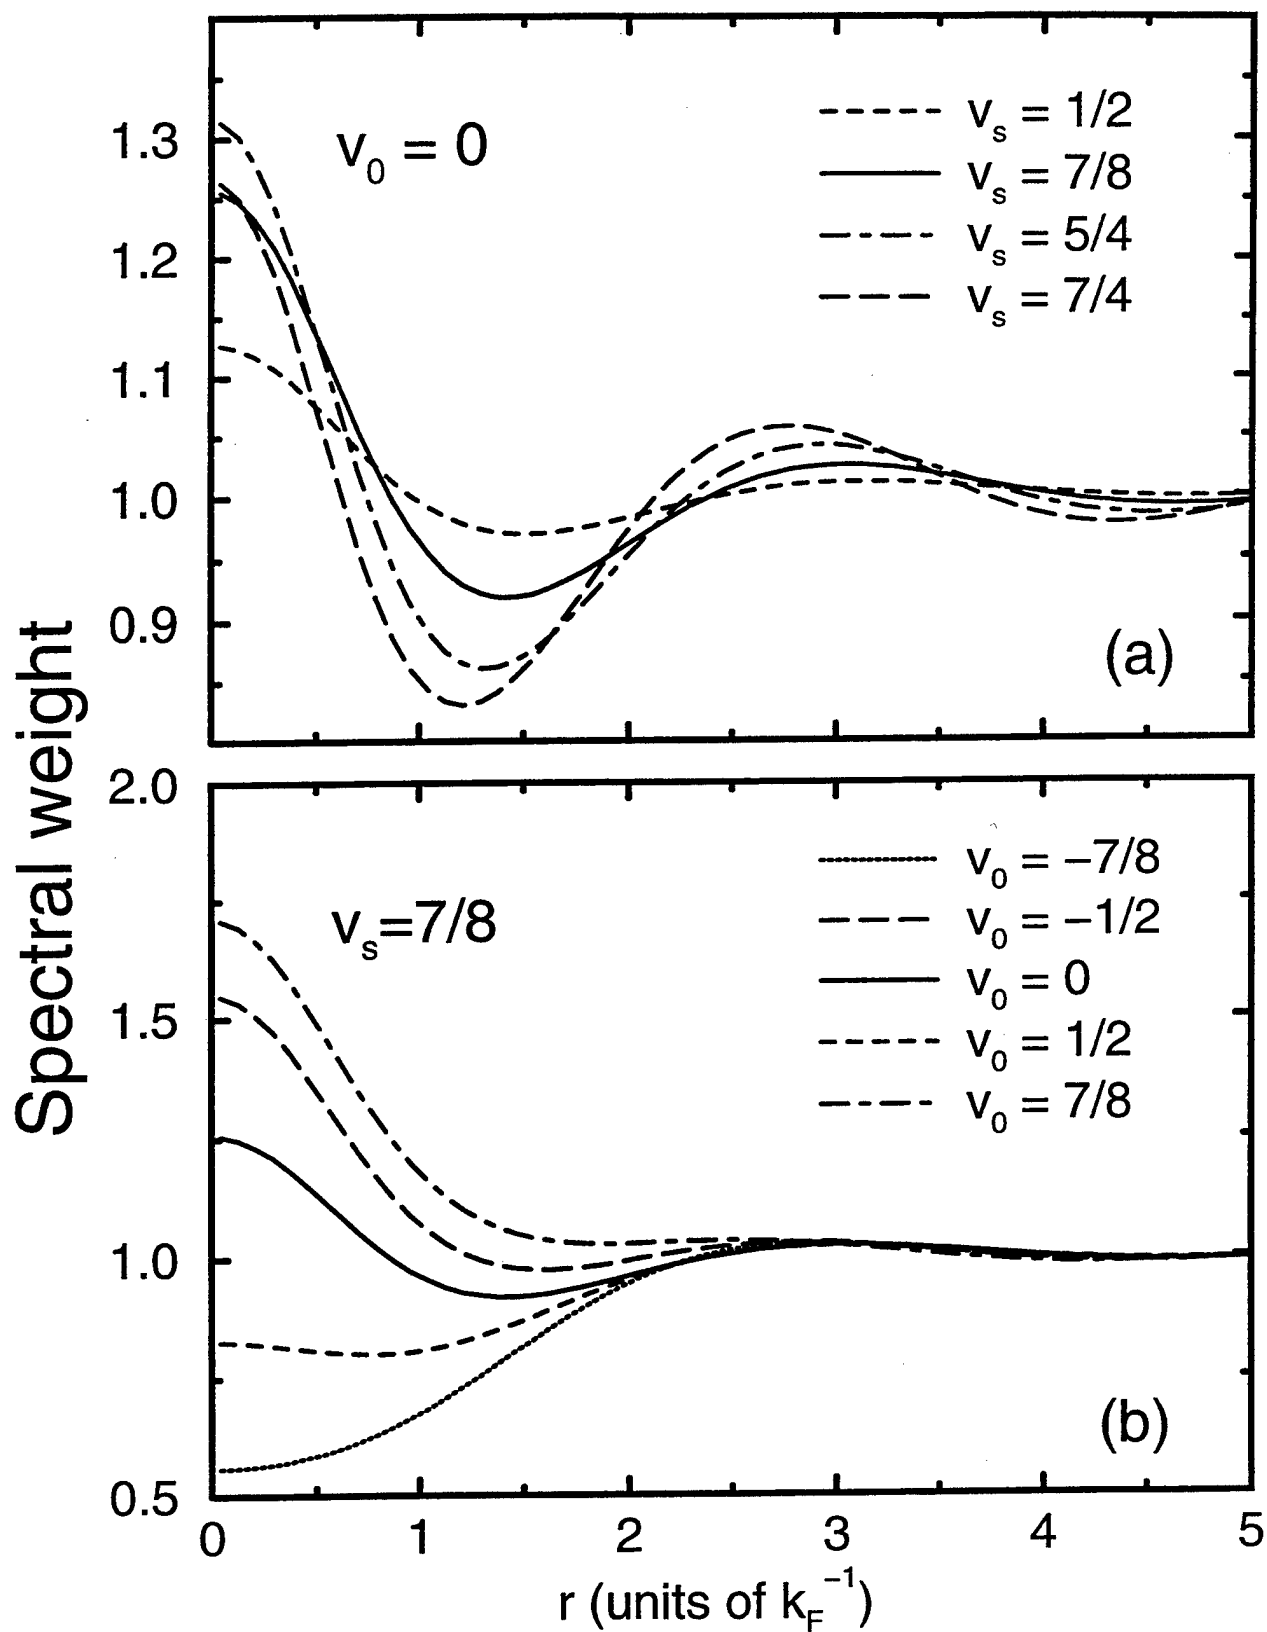 Spectral weight
1.3
1.2
1.1
1.0
0.9
v₀ = 0
vₛ = 1/2
vₛ = 7/8
vₛ = 5/4
vₛ = 7/4
(a)
2.0
1.5
1.0
0.5
vₛ=7/8
v₀ = −7/8
v₀ = −1/2
v₀ = 0
v₀ = 1/2
v₀ = 7/8
(b)
0 1 2 3 4 5
r (units of k_F⁻¹)